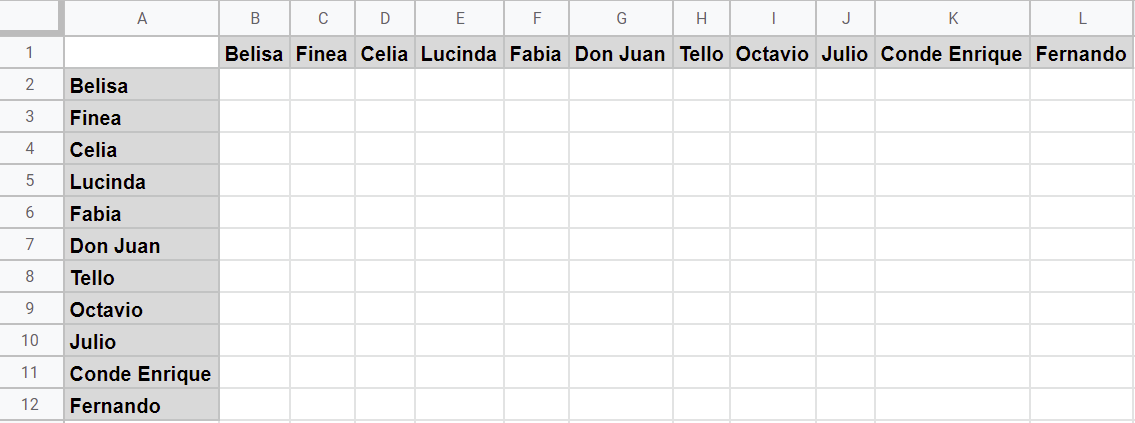 A B C D E F G H I J K L
1 Belisa Finea Celia Lucinda Fabia Don Juan Tello Octavio Julio Conde Enrique Fernando
2 Belisa
3 Finea
4 Celia
5 Lucinda
6 Fabia
7 Don Juan
8 Tello
9 Octavio
10 Julio
11 Conde Enrique
12 Fernando